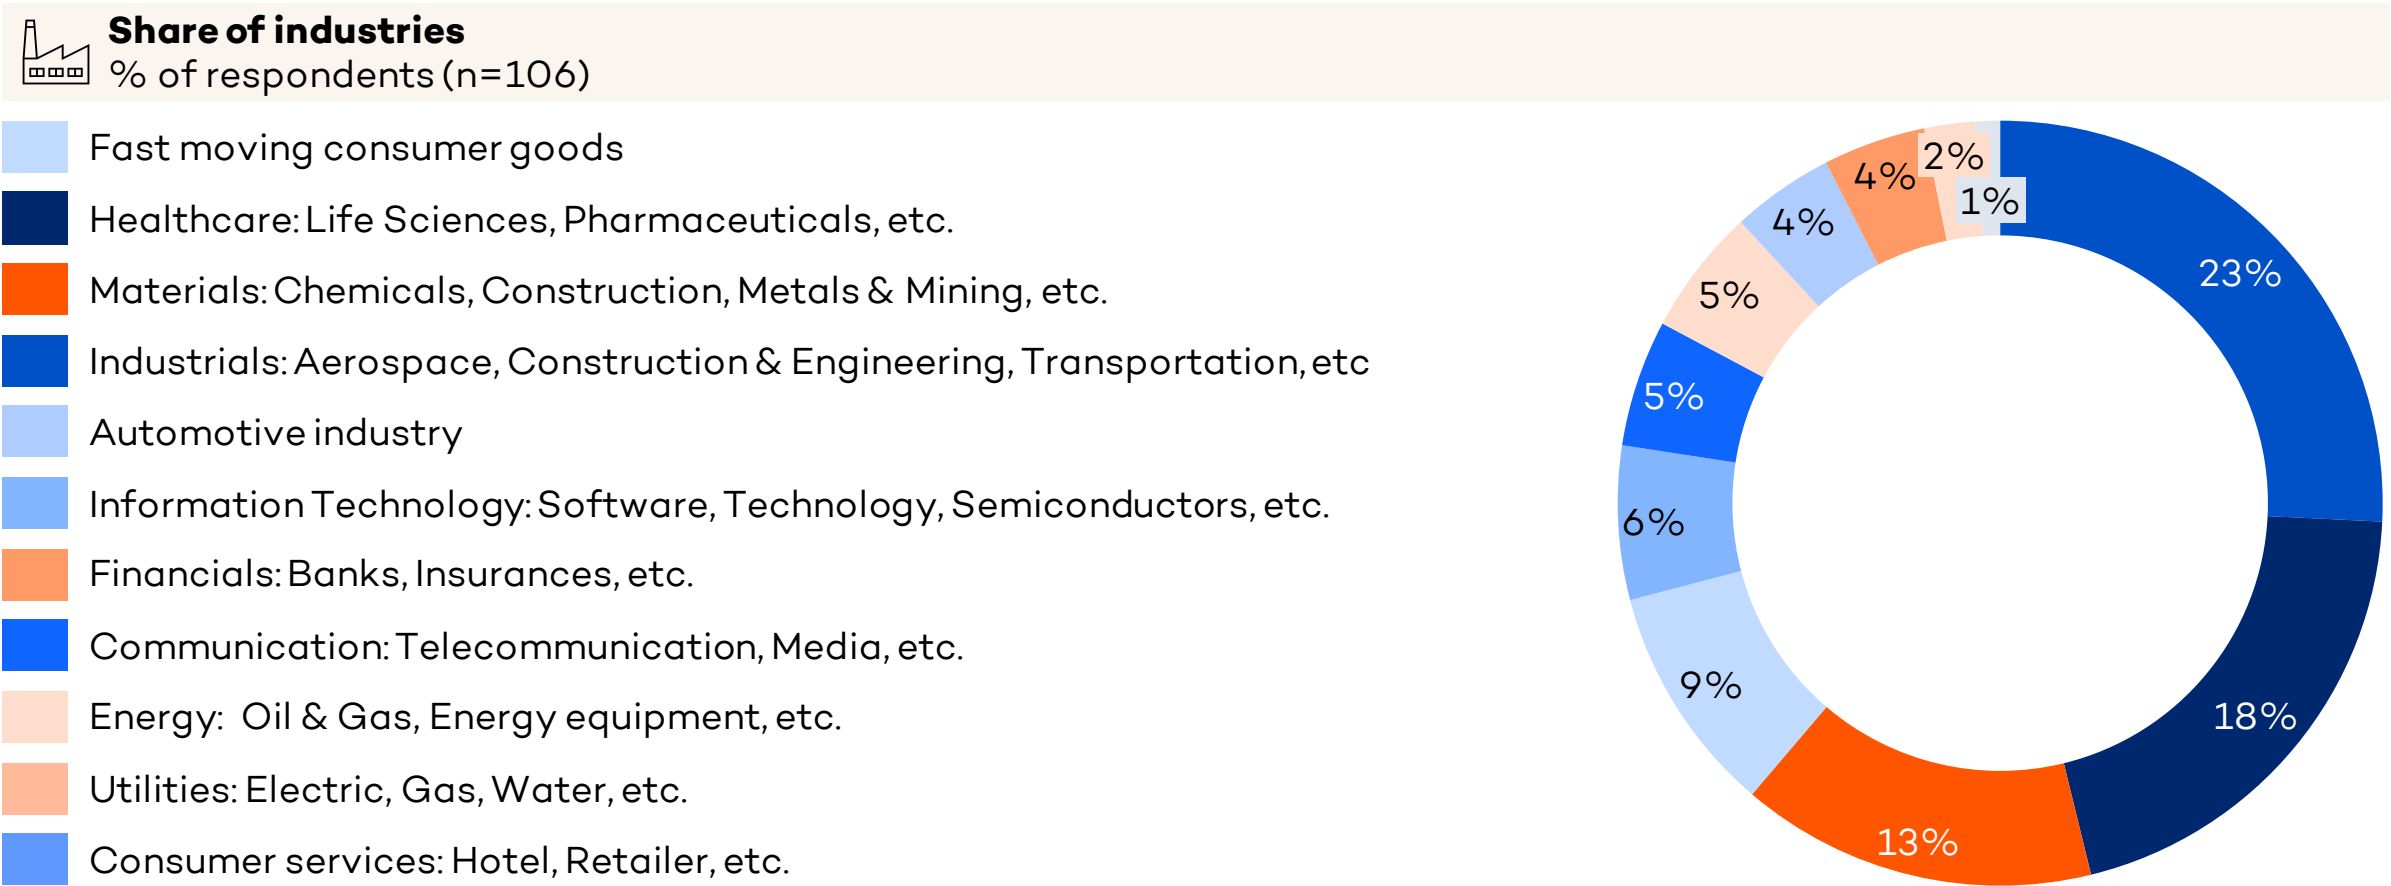 Share of industries
% of respondents (n=106)
Fast moving consumer goods
Healthcare: Life Sciences, Pharmaceuticals, etc.
Materials: Chemicals, Construction, Metals & Mining, etc.
Industrials: Aerospace, Construction & Engineering, Transportation, etc
Automotive industry
Information Technology: Software, Technology, Semiconductors, etc.
Financials: Banks, Insurances, etc.
Communication: Telecommunication, Media, etc.
Energy: Oil & Gas, Energy equipment, etc.
Utilities: Electric, Gas, Water, etc.
Consumer services: Hotel, Retailer, etc.
23%
18%
13%
9%
6%
5%
5%
4%
4%
2%
1%